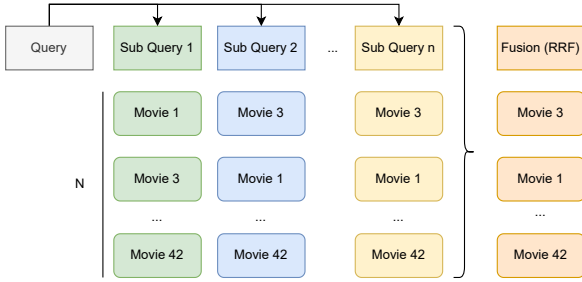 Query
Sub Query 1
Sub Query 2
...
Sub Query n
Fusion (RRF)
Movie 1
Movie 3
Movie 3
Movie 3
N
Movie 3
Movie 1
Movie 1
Movie 1
...
...
...
...
Movie 42
Movie 42
Movie 42
Movie 42